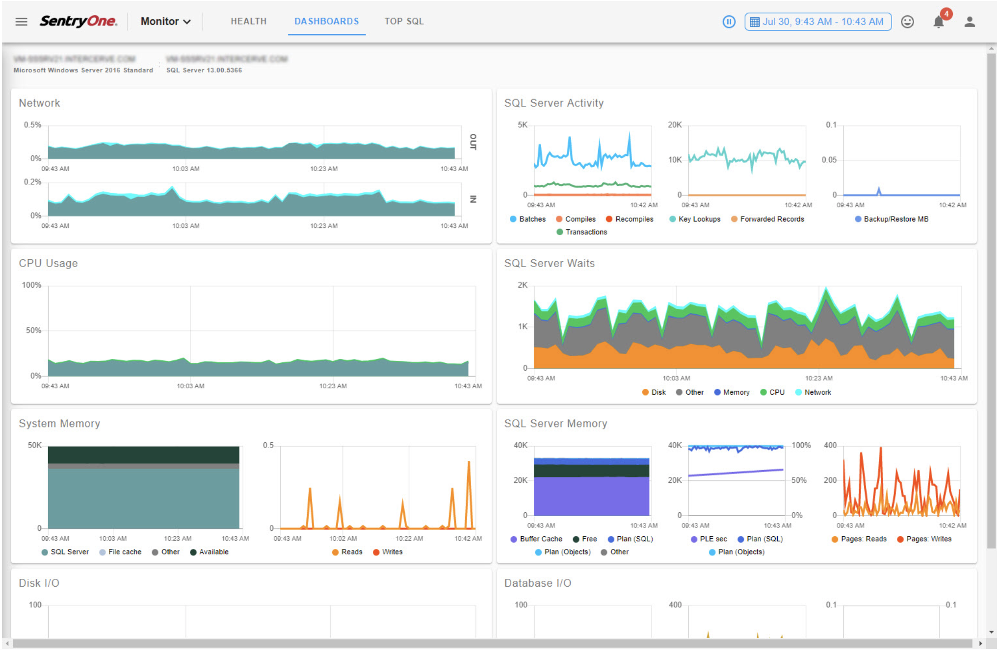 SentryOne. Monitor HEALTH DASHBOARDS TOP SQL Jul 30, 9:43 AM - 10:43 AM 4
:
Microsoft Windows Server 2016 Standard SQL Server 13.00.5366
Network
0.5%
0%
OUT
09:43 AM 10:03 AM 10:23 AM 10:43 AM
0.2%
0%
IN
09:43 AM 10:03 AM 10:23 AM 10:43 AM
SQL Server Activity
5K
0
09:43 AM 10:42 AM
Batches Compiles Recompiles
Transactions
20K
10K
0
09:43 AM 10:42 AM
Key Lookups Forwarded Records
0.1
0.05
0
09:43 AM 10:42 AM
Backup/Restore MB
CPU Usage
100%
50%
0%
09:43 AM 10:03 AM 10:23 AM 10:43 AM
SQL Server Waits
2K
1K
0
09:43 AM 10:03 AM 10:23 AM 10:43 AM
Disk Other Memory CPU Network
System Memory
50K
0
09:43 AM 10:03 AM 10:23 AM 10:43 AM
SQL Server File cache Other Available
0.5
0
09:43 AM 10:02 AM 10:22 AM 10:42 AM
Reads Writes
SQL Server Memory
40K
20K
0
09:43 AM 10:43 AM
Buffer Cache Free Plan (SQL)
Plan (Objects) Other
40K 100%
20K 50%
0 0%
09:43 AM 10:43 AM
PLE sec Plan (SQL)
Plan (Objects)
400
200
0
09:43 AM 10:42 AM
Pages: Reads Pages: Writes
Disk I/O
100
Database I/O
100
400
0.1 0.1